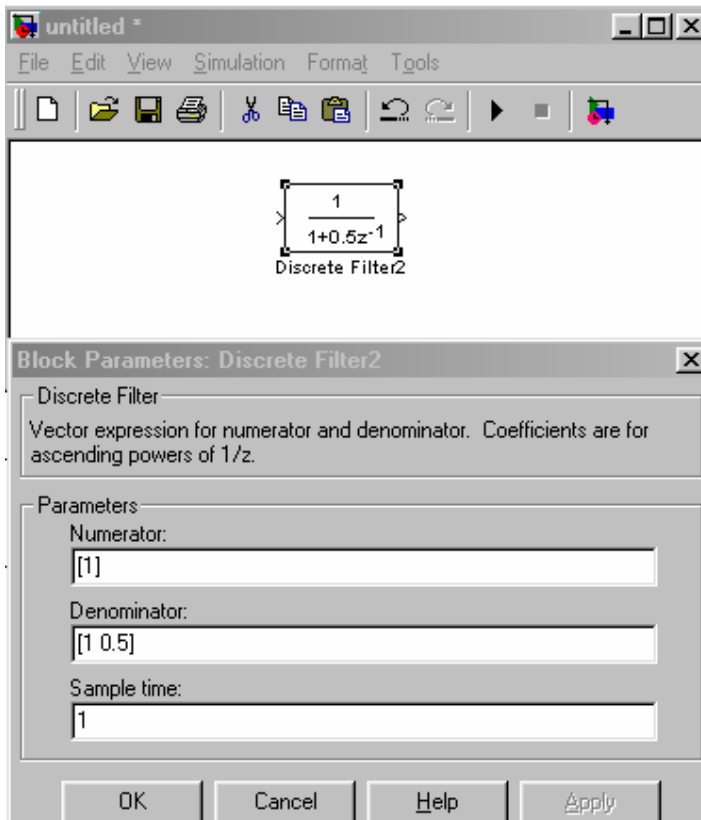 untitled *
File Edit View Simulation Format Tools
1
1+0.5z-1
Discrete Filter2
Block Parameters: Discrete Filter2
Discrete Filter
Vector expression for numerator and denominator. Coefficients are for
ascending powers of 1/z.
Parameters
Numerator:
[1]
Denominator:
[1 0.5]
Sample time:
1
OK Cancel Help Apply